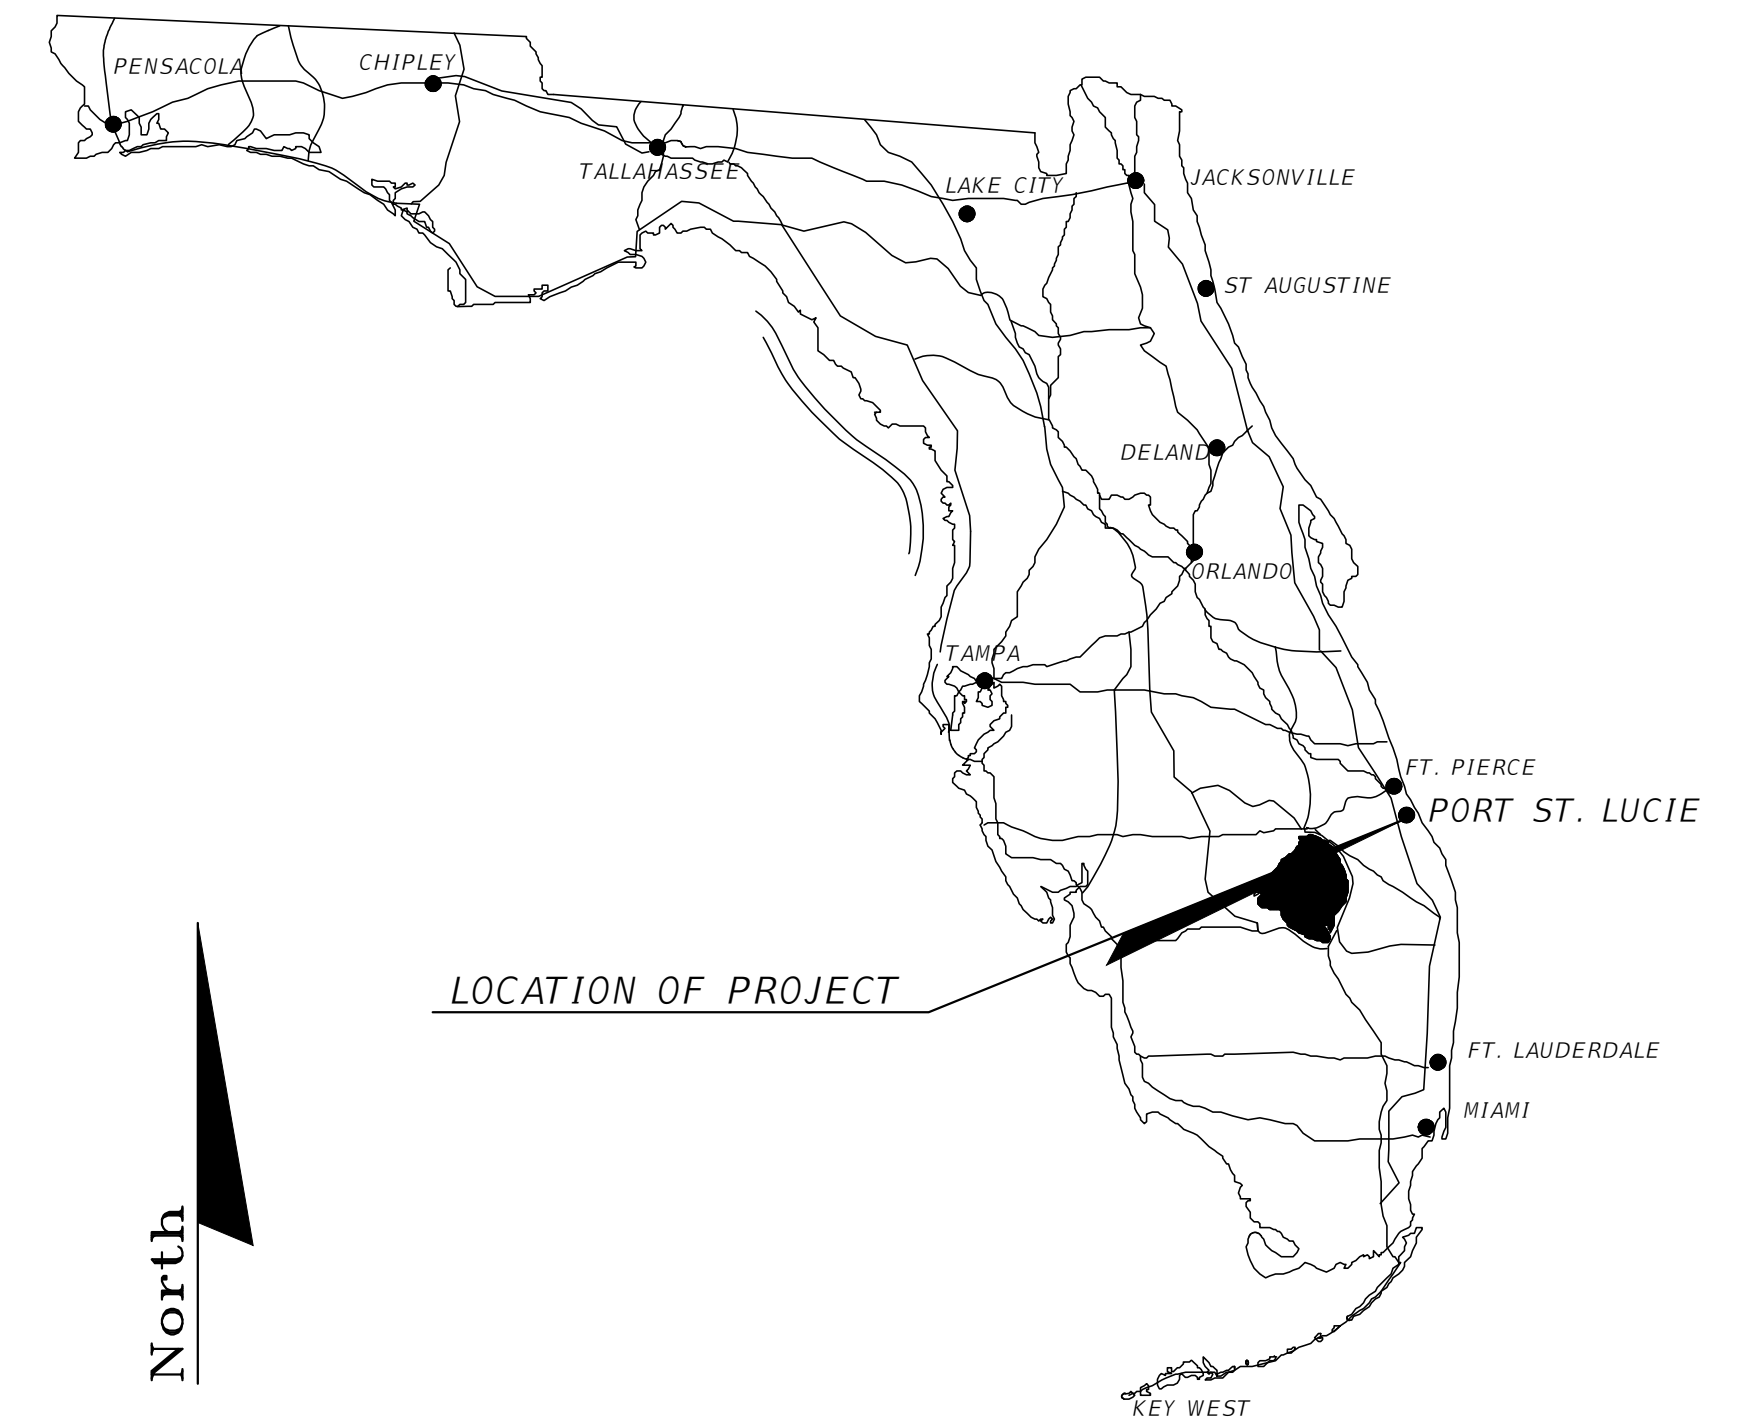 CHIPLEY
PENSACOLA
TALLAHASSEE
JACKSONVILLE
LAKE CITY
ST AUGUSTINE
DELAND
ORLANDO
TAMPA
FT. PIERCE
PORT ST. LUCIE
LOCATION OF PROJECT
FT. LAUDERDALE
MIAMI
North
KEY WEST